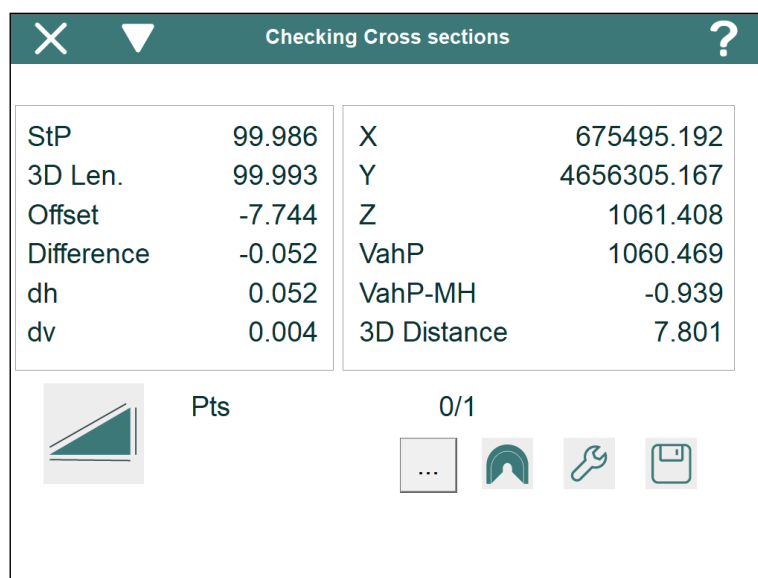 Checking Cross sections
?
StP 99.986
3D Len. 99.993
Offset -7.744
Difference -0.052
dh 0.052
dv 0.004
X 675495.192
Y 4656305.167
Z 1061.408
VahP 1060.469
VahP-MH -0.939
3D Distance 7.801
Pts 0/1
...